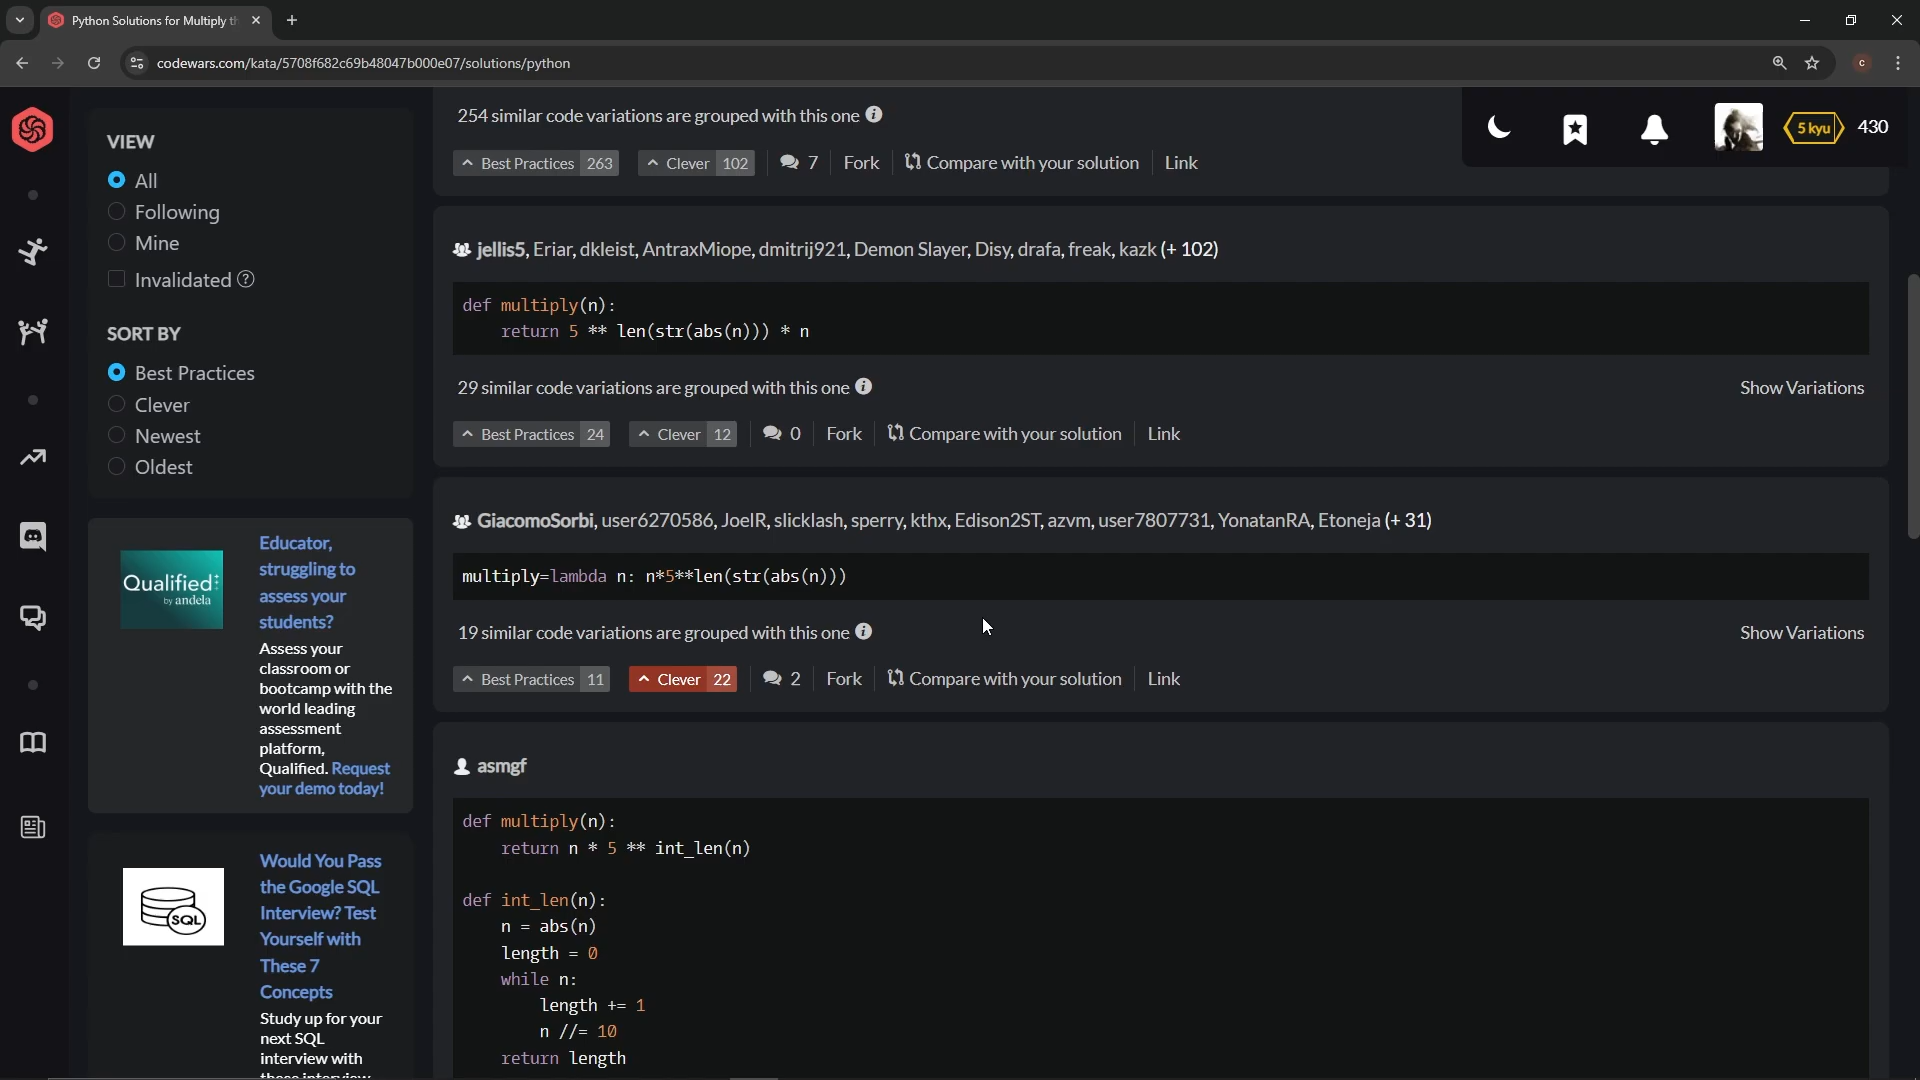 Python Solutions for Multiply th
codewars.com/kata/5708f682c69b48047b000e07/solutions/python
c
5 kyu
430
VIEW
All
Following
Mine
Invalidated
SORT BY
Best Practices
Clever
Newest
Oldest
Qualified
by andela
Educator,
struggling to
assess your
students?
Assess your
classroom or
bootcamp with the
world leading
assessment
platform,
Qualified. Request
your demo today!
SQL
Would You Pass
the Google SQL
Interview? Test
Yourself with
These 7
Concepts
Study up for your
next SQL
interview with
these interview
254 similar code variations are grouped with this one
Best Practices 263 Clever 102 7 Fork Compare with your solution Link
jellis5, Eriar, dkleist, AntraxMiope, dmitrij921, Demon Slayer, Disy, drafa, freak, kazk (+ 102)
def multiply(n):
    return 5 ** len(str(abs(n))) * n
29 similar code variations are grouped with this one Show Variations
Best Practices 24 Clever 12 0 Fork Compare with your solution Link
GiacomoSorbi, user6270586, JoelR, slicklash, sperry, kthx, Edison2ST, azvm, user7807731, YonatanRA, Etoneja (+ 31)
multiply=lambda n: n*5**len(str(abs(n)))
19 similar code variations are grouped with this one Show Variations
Best Practices 11 Clever 22 2 Fork Compare with your solution Link
asmgf
def multiply(n):
    return n * 5 ** int_len(n)
def int_len(n):
    n = abs(n)
    length = 0
    while n:
        length += 1
        n //= 10
    return length